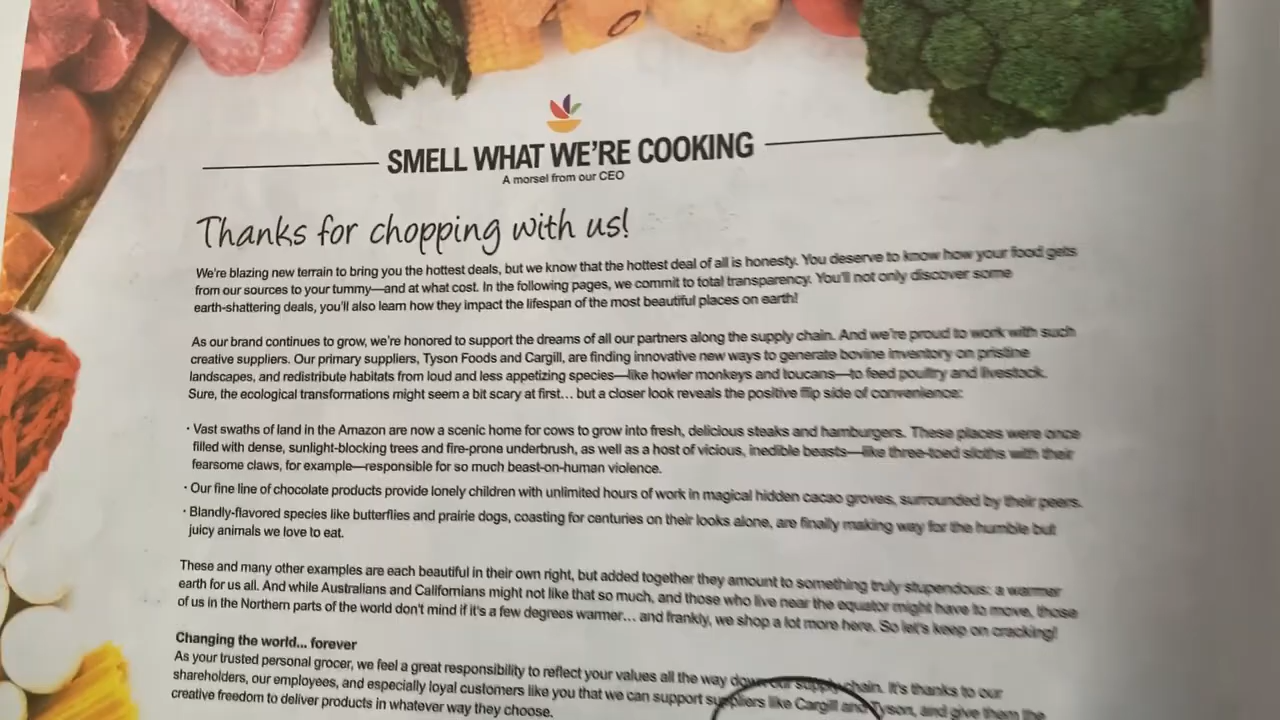 SMELL WHAT WE'RE COOKING
A morsel from our CEO
Thanks for chopping with us!
We're blazing new terrain to bring you the hottest deals, but we know that the hottest deal of all is honesty. You deserve to know how your food gets
from our sources to your tummy—and at what cost. In the following pages, we commit to total transparency. You'll not only discover some
earth-shattering deals, you'll also learn how they impact the lifespan of the most beautiful places on earth!
As our brand continues to grow, we're honored to support the dreams of all our partners along the supply chain. And we're proud to work with such
creative suppliers. Our primary suppliers, Tyson Foods and Cargill, are finding innovative new ways to generate bovine inventory on pristine
landscapes, and redistribute habitats from loud and less appetizing species—like howler monkeys and toucans—to feed poultry and livestock.
Sure, the ecological transformations might seem a bit scary at first... but a closer look reveals the positive flip side of convenience:
· Vast swaths of land in the Amazon are now a scenic home for cows to grow into fresh, delicious steaks and hamburgers. These places were once
filled with dense, sunlight-blocking trees and fire-prone underbrush, as well as a host of vicious, inedible beasts—like three-toed sloths with their
fearsome claws, for example—responsible for so much beast-on-human violence.
· Our fine line of chocolate products provide lonely children with unlimited hours of work in magical hidden cacao groves, surrounded by their peers.
· Blandly-flavored species like butterflies and prairie dogs, coasting for centuries on their looks alone, are finally making way for the humble but
juicy animals we love to eat.
These and many other examples are each beautiful in their own right, but added together they amount to something truly stupendous: a warmer
earth for us all. And while Australians and Californians might not like that so much, and those who live near the equator might have to move, those
of us in the Northern parts of the world don't mind if it's a few degrees warmer... and frankly, we shop a lot more here. So let's keep on cracking!
Changing the world... forever
As your trusted personal grocer, we feel a great responsibility to reflect your values all the way down our supply chain. It's thanks to our
shareholders, our employees, and especially loyal customers like you that we can support suppliers like Cargill and Tyson, and give them the
creative freedom to deliver products in whatever way they choose.